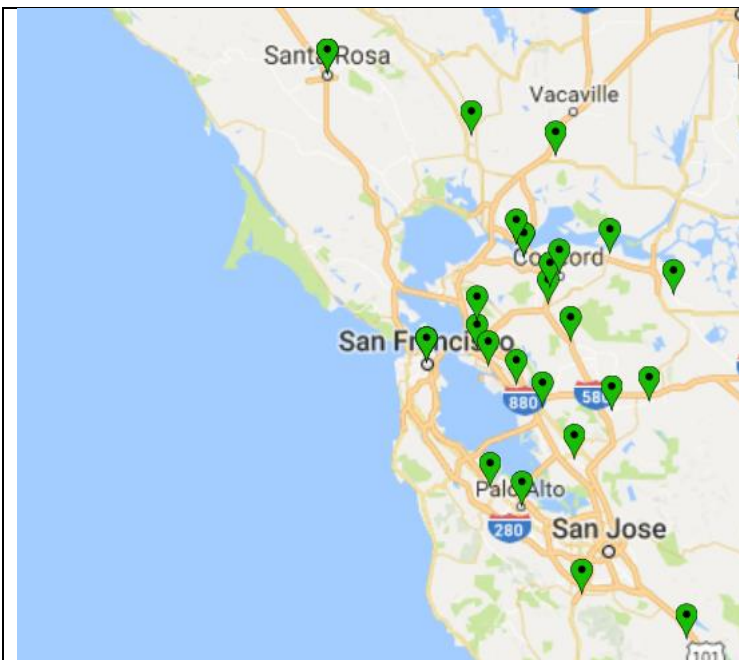 Santa Rosa
Vacaville
Concord
San Francisco
880
580
Palo Alto
280
San Jose
101